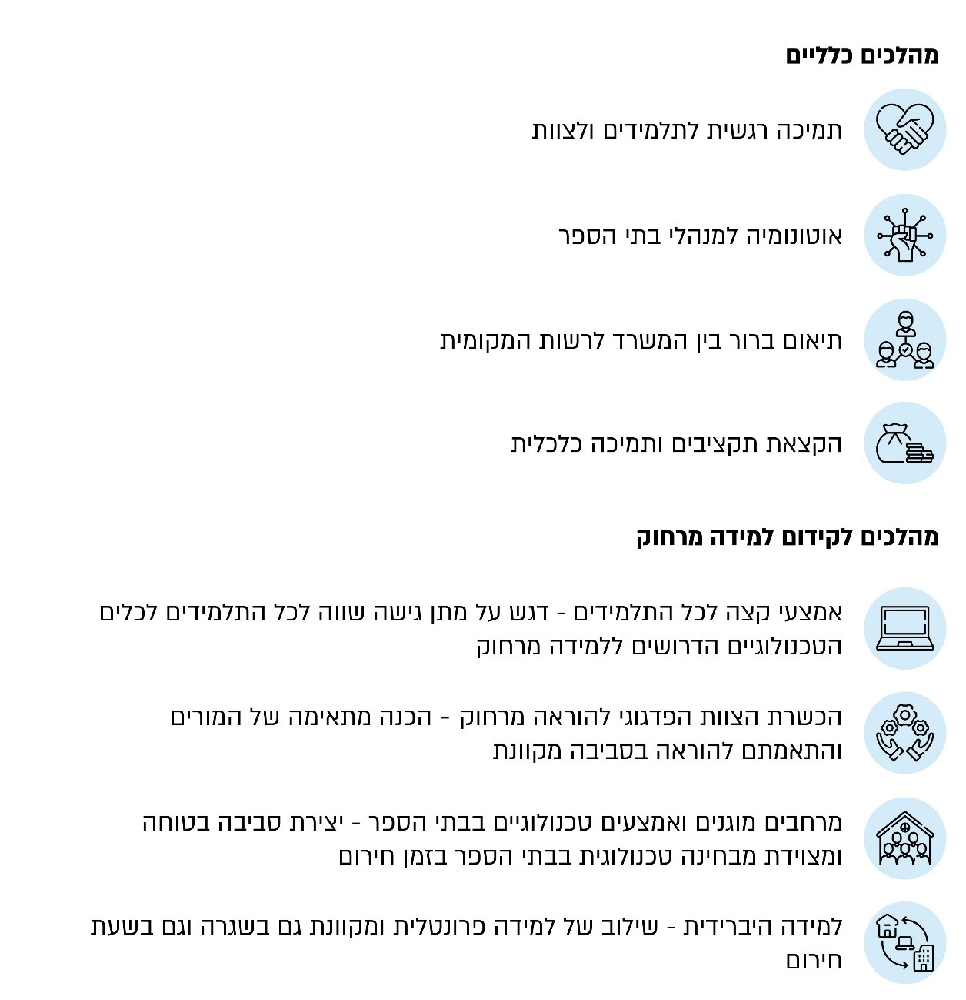 מהלכים כלליים
תמיכה רגשית לתלמידים ולצוות
אוטונומיה למנהלי בתי הספר
תיאום ברור בין המשרד לרשות המקומית
הקצאת תקציבים ותמיכה כלכלית
מהלכים לקידום למידה מרחוק
אמצעי קצה לכל התלמידים - דגש על מתן גישה שווה לכל התלמידים לכלים
הטכנולוגיים הדרושים ללמידה מרחוק
הכשרת הצוות הפדגוגי להוראה מרחוק - הכנה מתאימה של המורים
והתאמתם להוראה בסביבה מקוונת
מרחבים מוגנים ואמצעים טכנולוגיים בבתי הספר - יצירת סביבה בטוחה
ומצוידת מבחינה טכנולוגית בבתי הספר בזמן חירום
למידה היברידית - שילוב של למידה פרונטלית ומקוונת גם בשגרה וגם בשעת
חירום